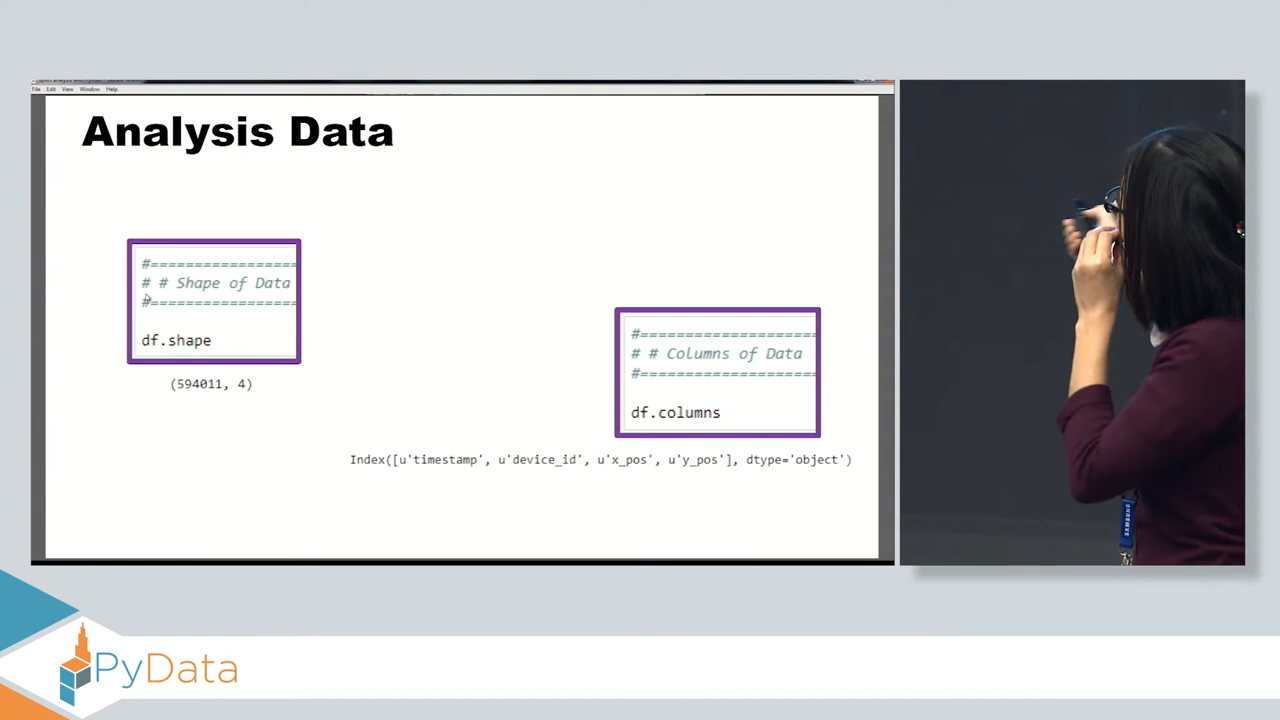 File Edit View Window Help
Analysis Data
#=================
# # Shape of Data
#=================
df.shape
(594011, 4)
#====================
# # Columns of Data
#====================
df.columns
Index([u'timestamp', u'device_id', u'x_pos', u'y_pos'], dtype='object')
SAMSUNG
PyData